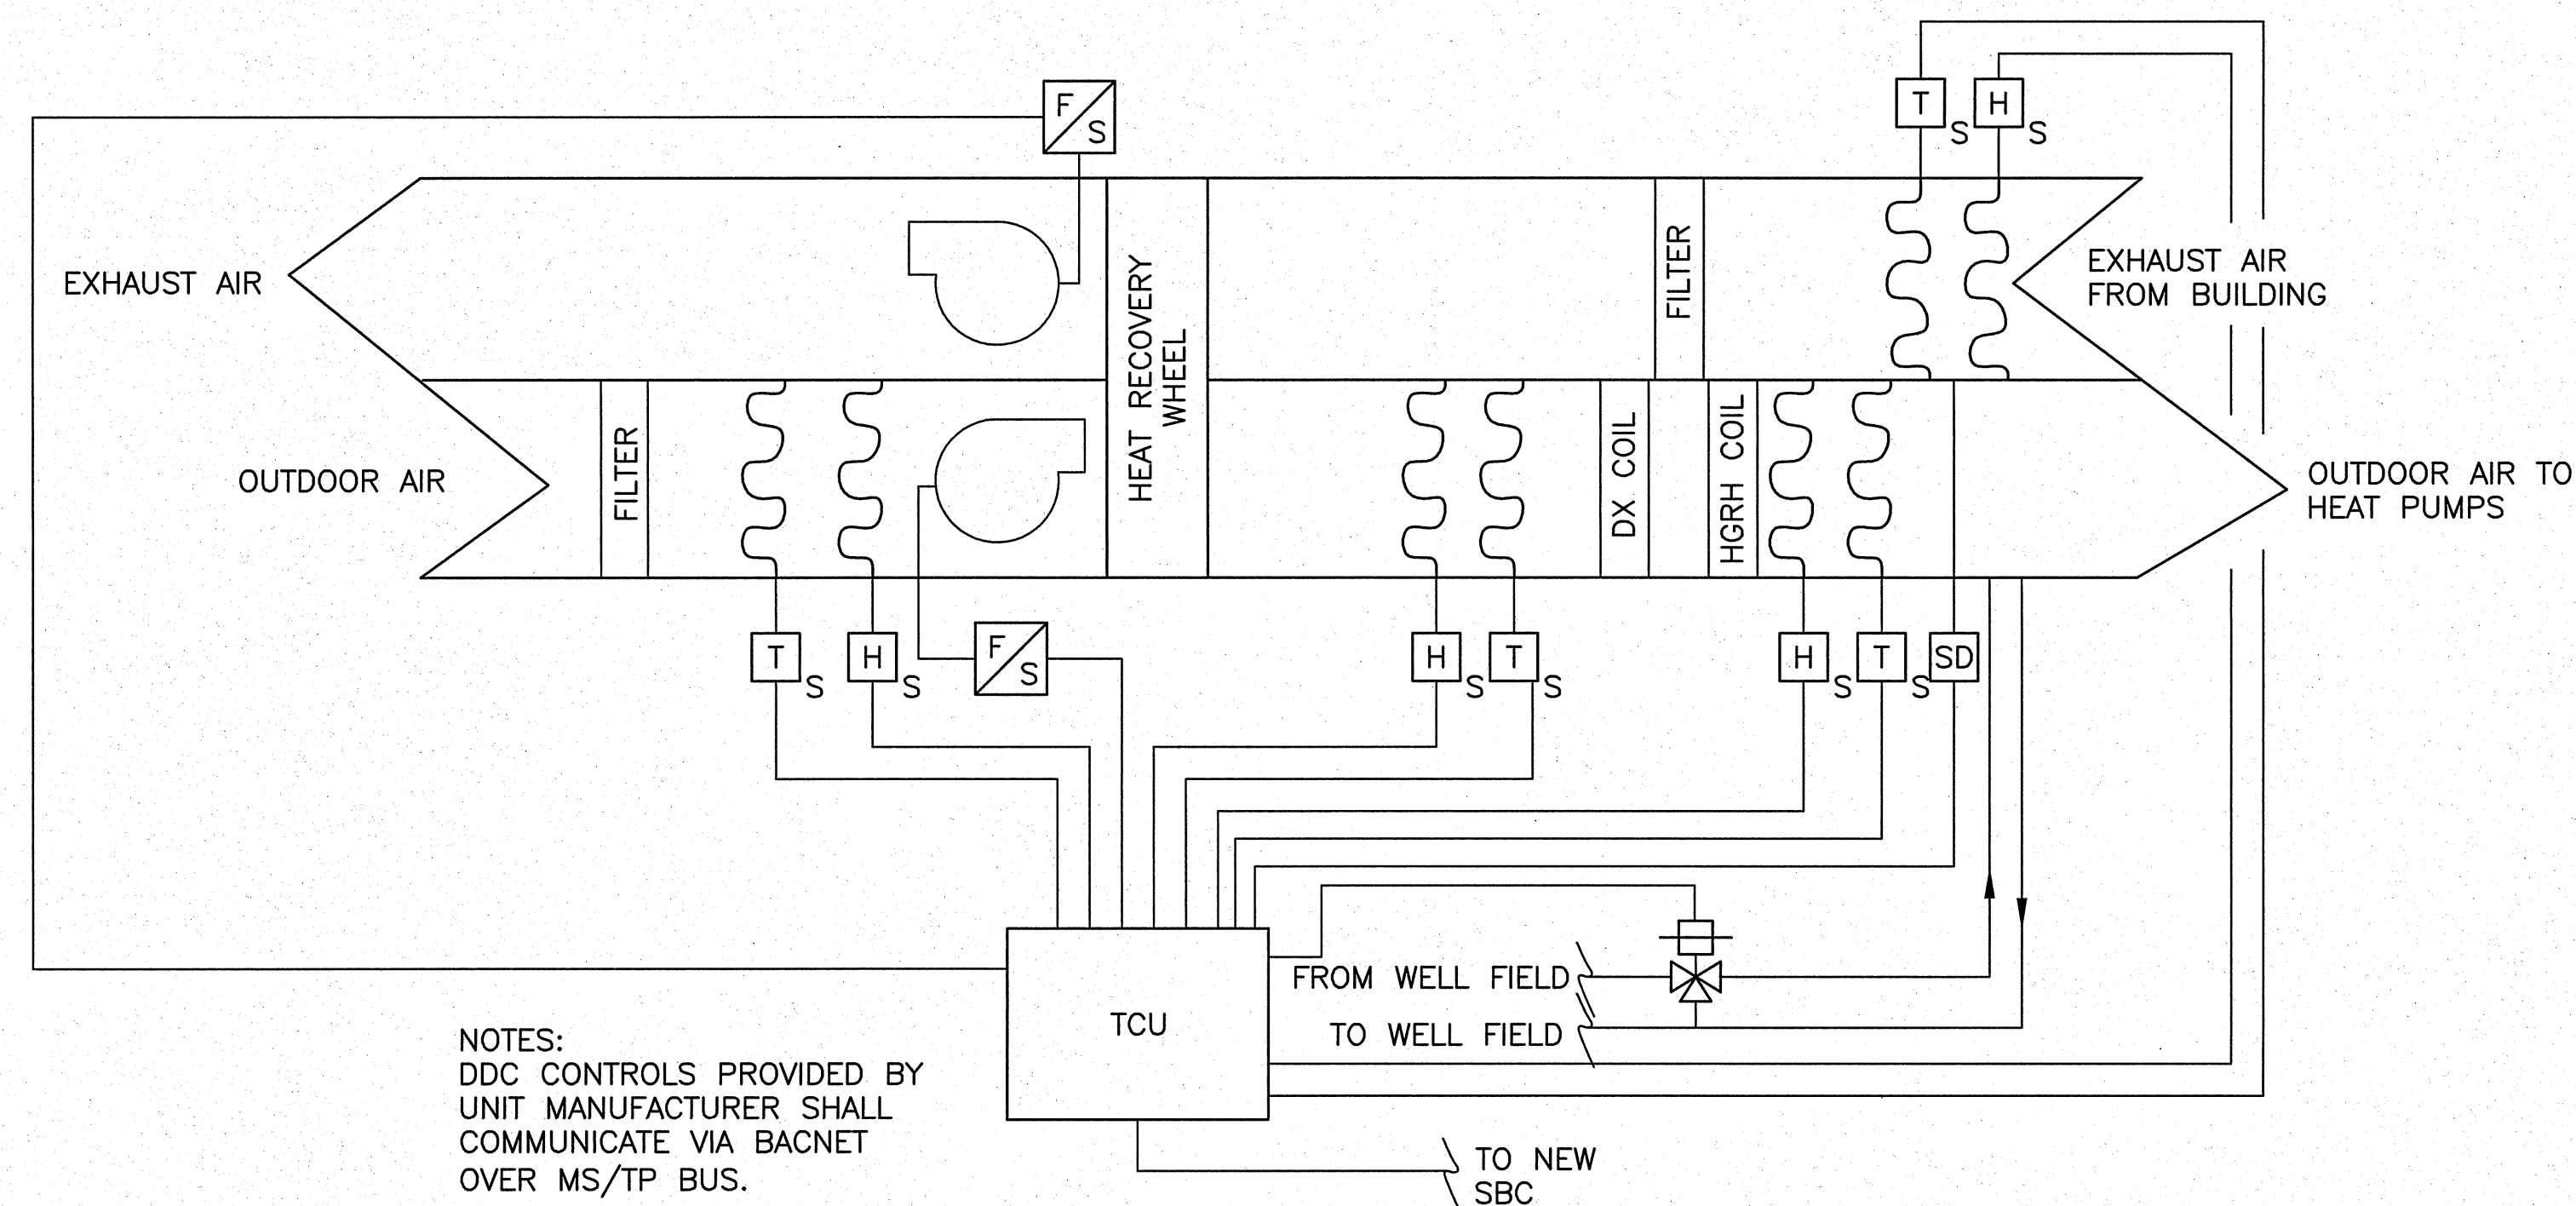 F/S
T S
H S
EXHAUST AIR
HEAT RECOVERY
WHEEL
FILTER
EXHAUST AIR
FROM BUILDING
OUTDOOR AIR
FILTER
DX COIL
HGRH COIL
OUTDOOR AIR TO
HEAT PUMPS
T S
H S
F/S
H S
T S
H S
T S
SD
FROM WELL FIELD
TO WELL FIELD
TCU
NOTES:
DDC CONTROLS PROVIDED BY
UNIT MANUFACTURER SHALL
COMMUNICATE VIA BACNET
OVER MS/TP BUS.
TO NEW
SBC